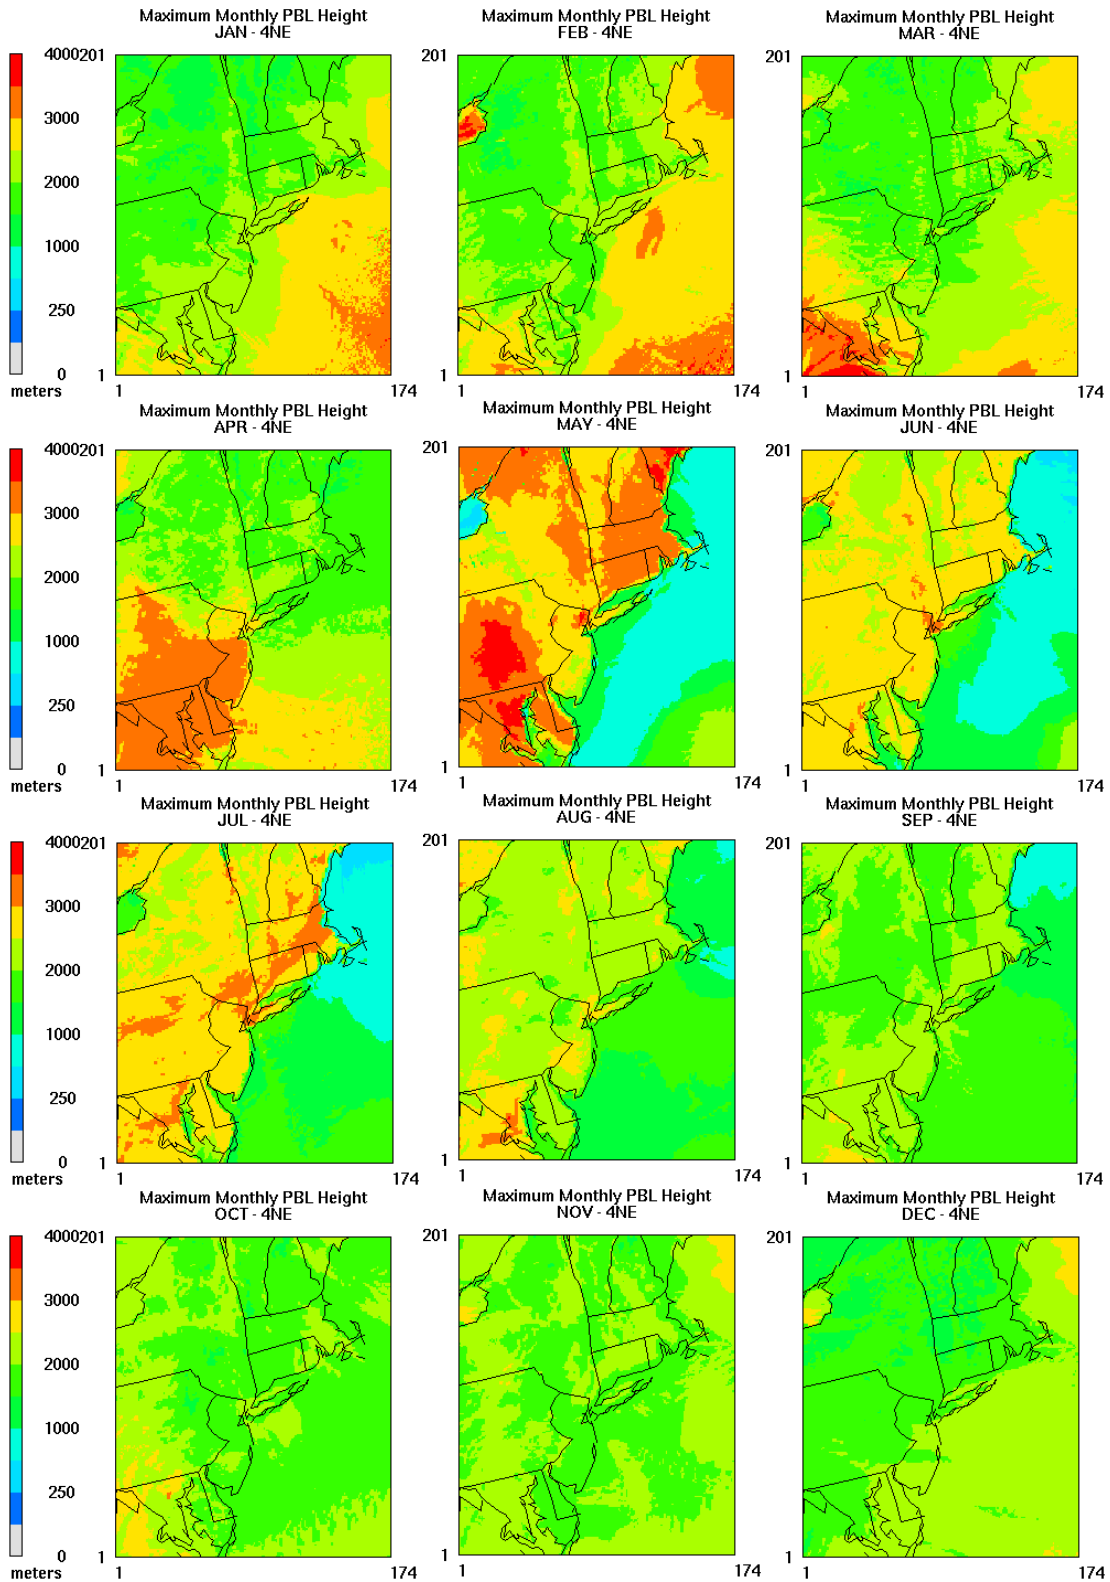 Maximum Monthly PBL Height
JAN - 4NE
Maximum Monthly PBL Height
FEB - 4NE
Maximum Monthly PBL Height
MAR - 4NE
4000
3000
2000
1000
250
0
meters
201
1
1
174
201
1
1
174
201
1
1
174
Maximum Monthly PBL Height
APR - 4NE
Maximum Monthly PBL Height
MAY - 4NE
Maximum Monthly PBL Height
JUN - 4NE
4000
3000
2000
1000
250
0
meters
201
1
1
174
201
1
1
174
201
1
1
174
Maximum Monthly PBL Height
JUL - 4NE
Maximum Monthly PBL Height
AUG - 4NE
Maximum Monthly PBL Height
SEP - 4NE
4000
3000
2000
1000
250
0
meters
201
1
1
174
201
1
1
174
201
1
1
174
Maximum Monthly PBL Height
OCT - 4NE
Maximum Monthly PBL Height
NOV - 4NE
Maximum Monthly PBL Height
DEC - 4NE
4000
3000
2000
1000
250
0
meters
201
1
1
174
201
1
1
174
201
1
1
174